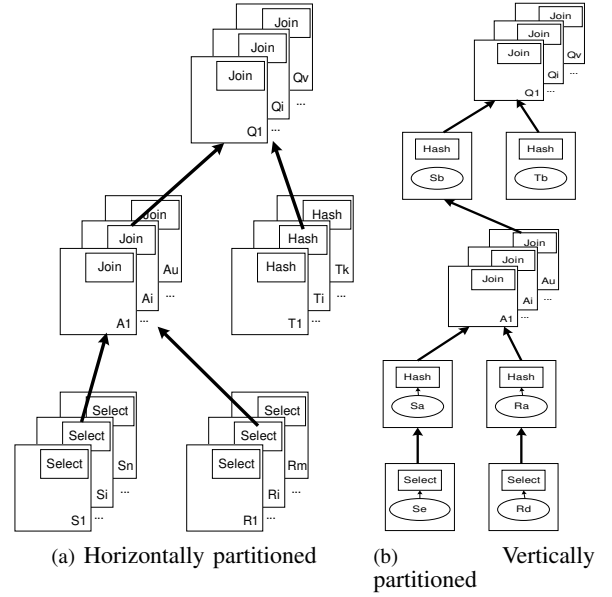 Join
Join
Join
Qv
Qi
Q1
...
...
Join
Join
Join
Au
Ai
A1
...
...
Hash
Hash
Hash
Tk
Ti
T1
...
Select
Select
Select
Sn
Si
S1
...
...
Select
Select
Select
Rm
Ri
R1
...
...
(a) Horizontally partitioned
Join
Join
Join
Qv
Qi
Q1
...
...
Hash
Sb
Hash
Tb
Join
Join
Join
Au
Ai
A1
...
...
Hash
Sa
Hash
Ra
Select
Se
Select
Rd
(b) Vertically
partitioned